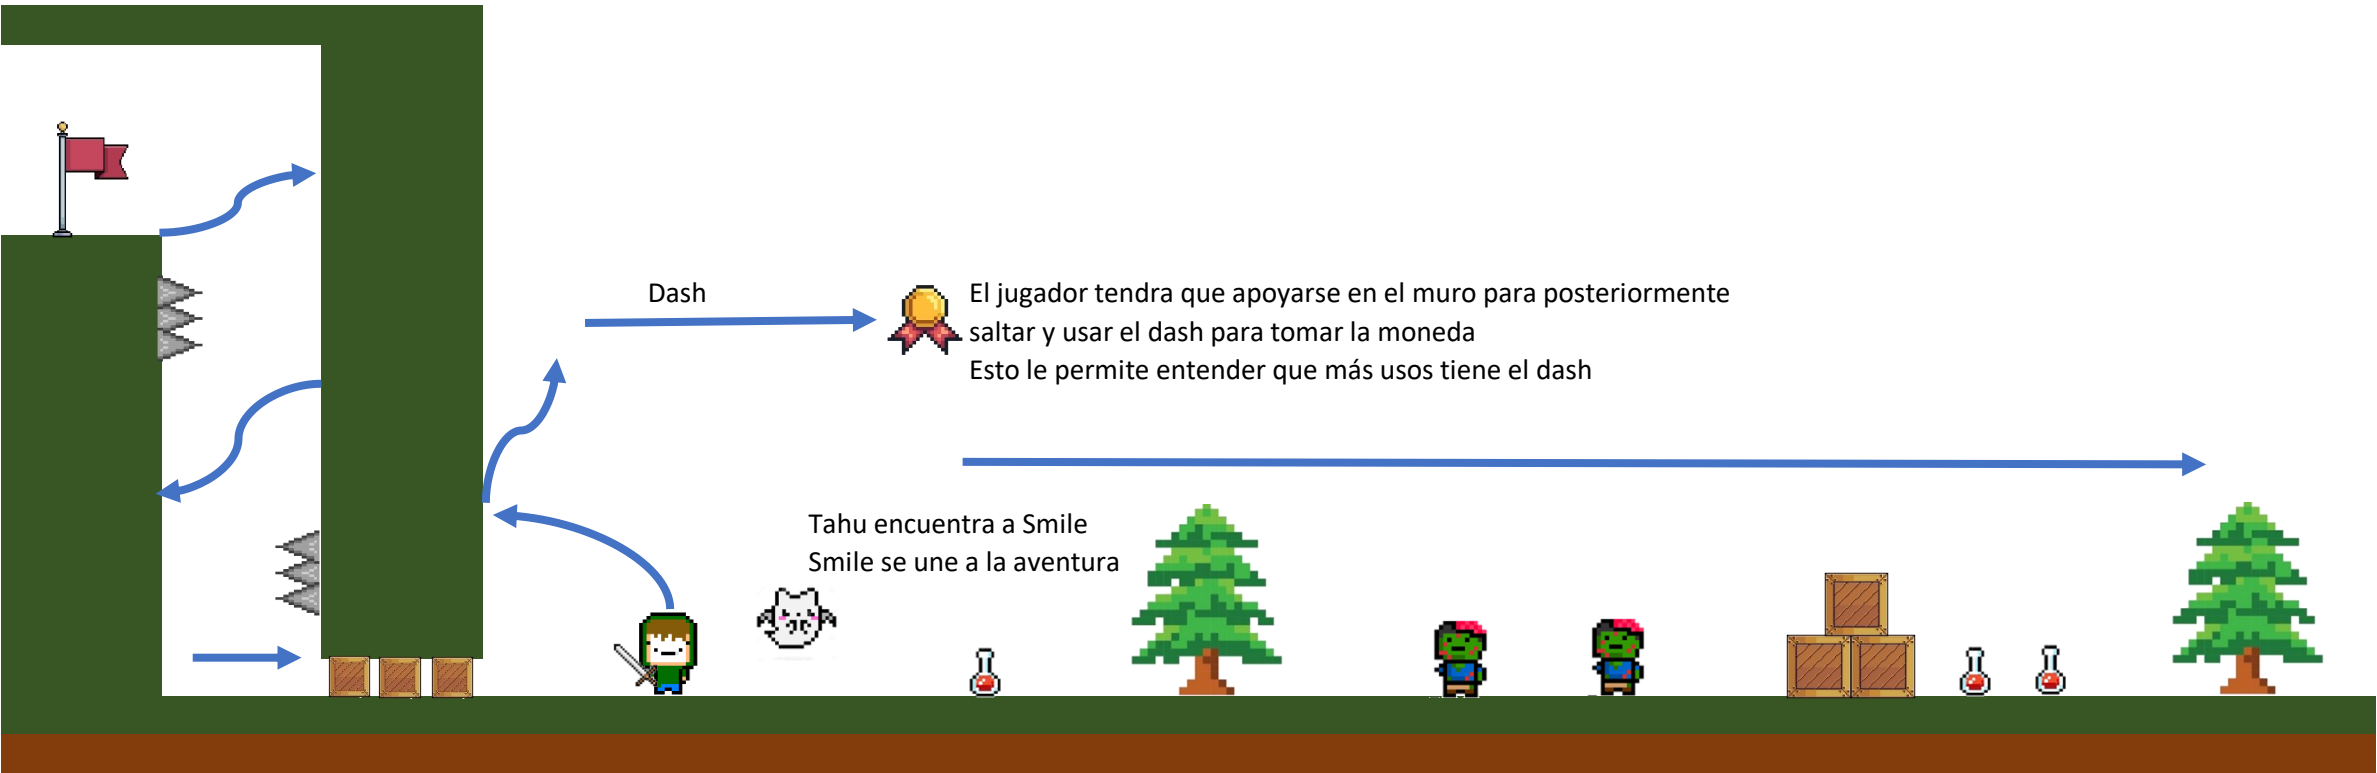 Dash
El jugador tendra que apoyarse en el muro para posteriormente
saltar y usar el dash para tomar la moneda
Esto le permite entender que más usos tiene el dash
Tahu encuentra a Smile
Smile se une a la aventura